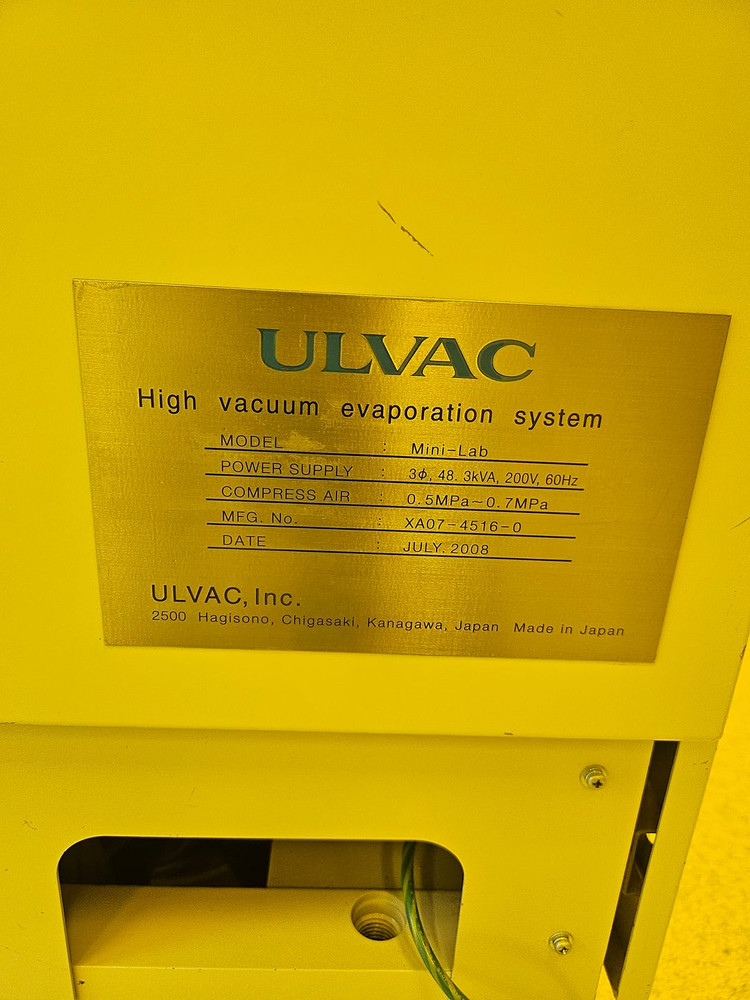 ULVAC
High vacuum evaporation system
MODEL : Mini-Lab
POWER SUPPLY : 3ϕ, 48. 3kVA, 200V, 60Hz
COMPRESS AIR : 0. 5MPa~0. 7MPa
MFG. No. : XA07-4516-0
DATE : JULY. 2008
ULVAC, Inc.
2500 Hagisono, Chigasaki, Kanagawa, Japan Made in Japan